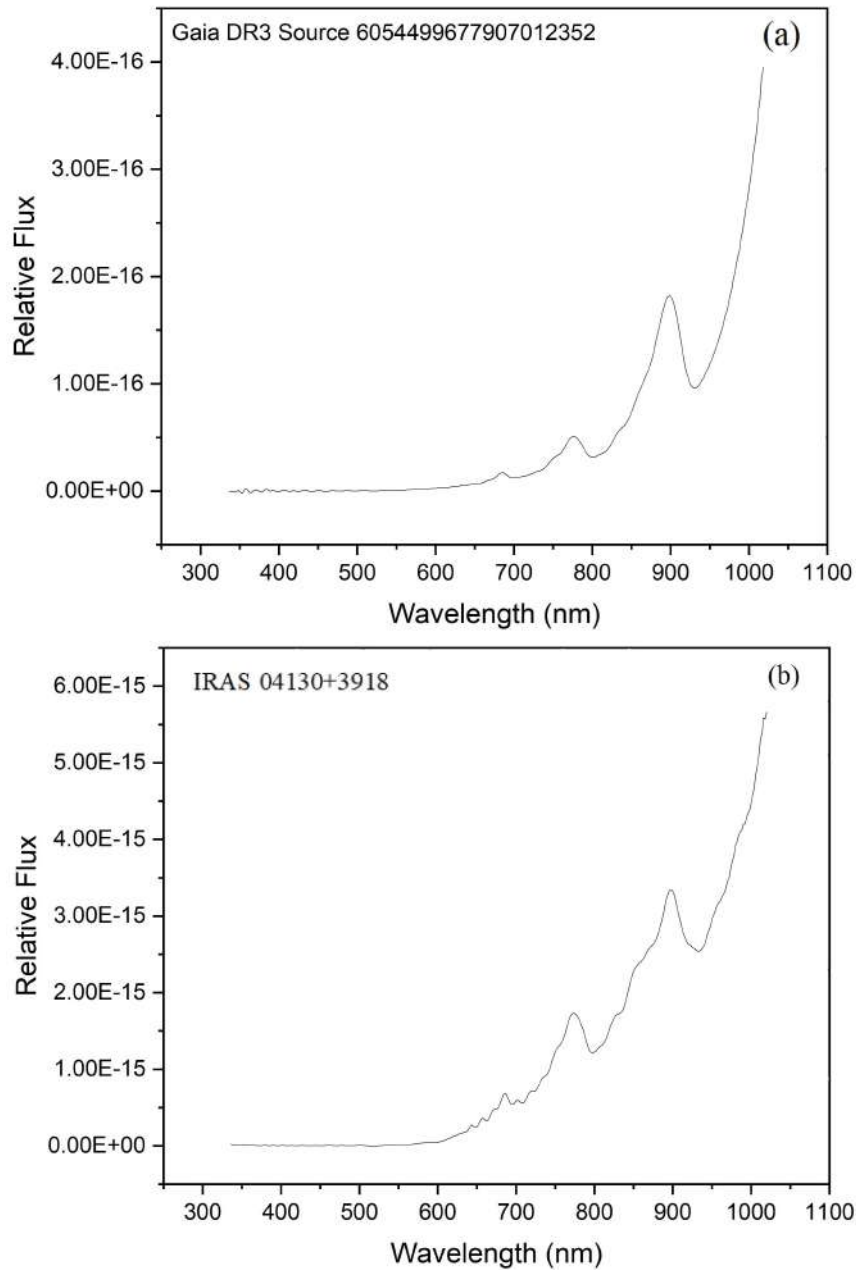 Gaia DR3 Source 6054499677907012352
(a)
4.00E-16
3.00E-16
2.00E-16
1.00E-16
0.00E+00
Relative Flux
300 400 500 600 700 800 900 1000 1100
Wavelength (nm)
IRAS 04130+3918
(b)
6.00E-15
5.00E-15
4.00E-15
3.00E-15
2.00E-15
1.00E-15
0.00E+00
Relative Flux
300 400 500 600 700 800 900 1000 1100
Wavelength (nm)